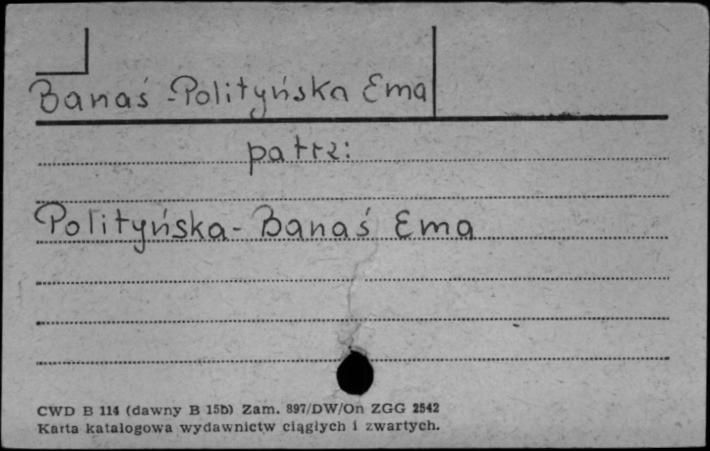 Banaś-Polityńska Ema
patrz:
Polityńska-Banaś Ema
CWD B 114 (dawny B 15b) Zam. 897/DW/On ZGG 2542
Karta katalogowa wydawnictw ciągłych i zwartych.